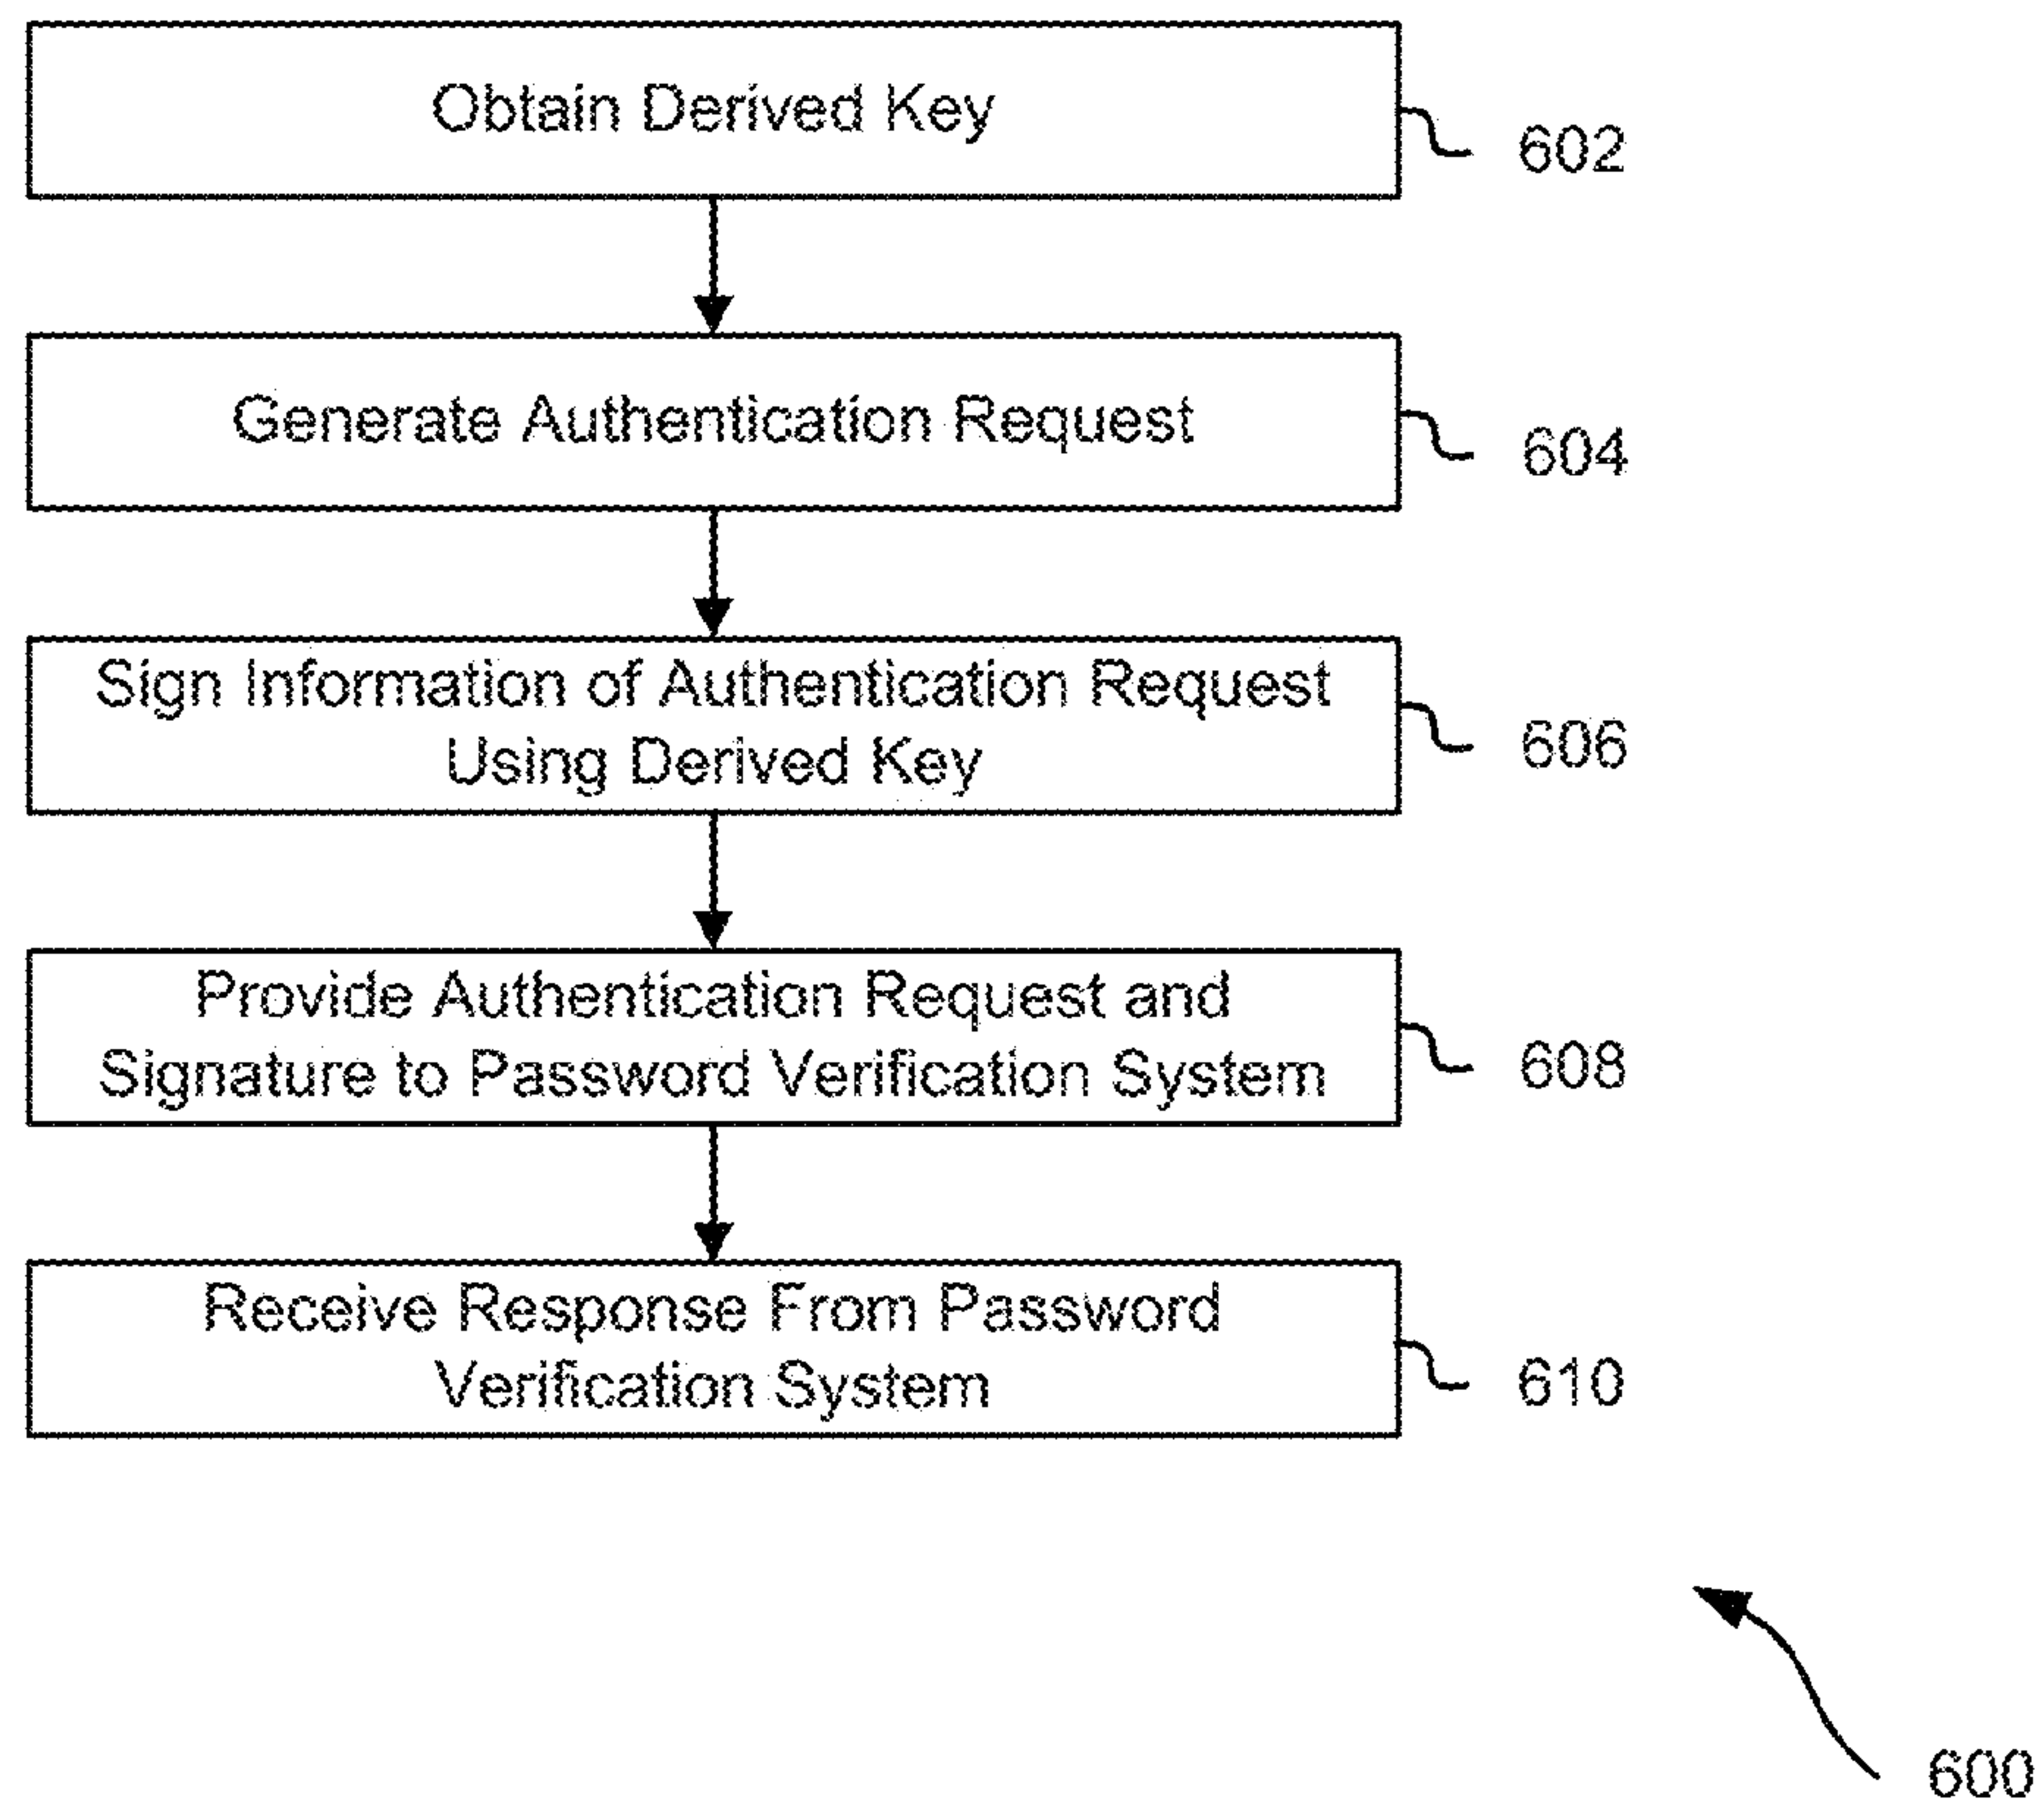 Obtain Derived Key
602
Generate Authentication Request
604
Sign Information of Authentication Request
Using Derived Key
606
Provide Authentication Request and
Signature to Password Verification System
608
Receive Response From Password
Verification System
610
600